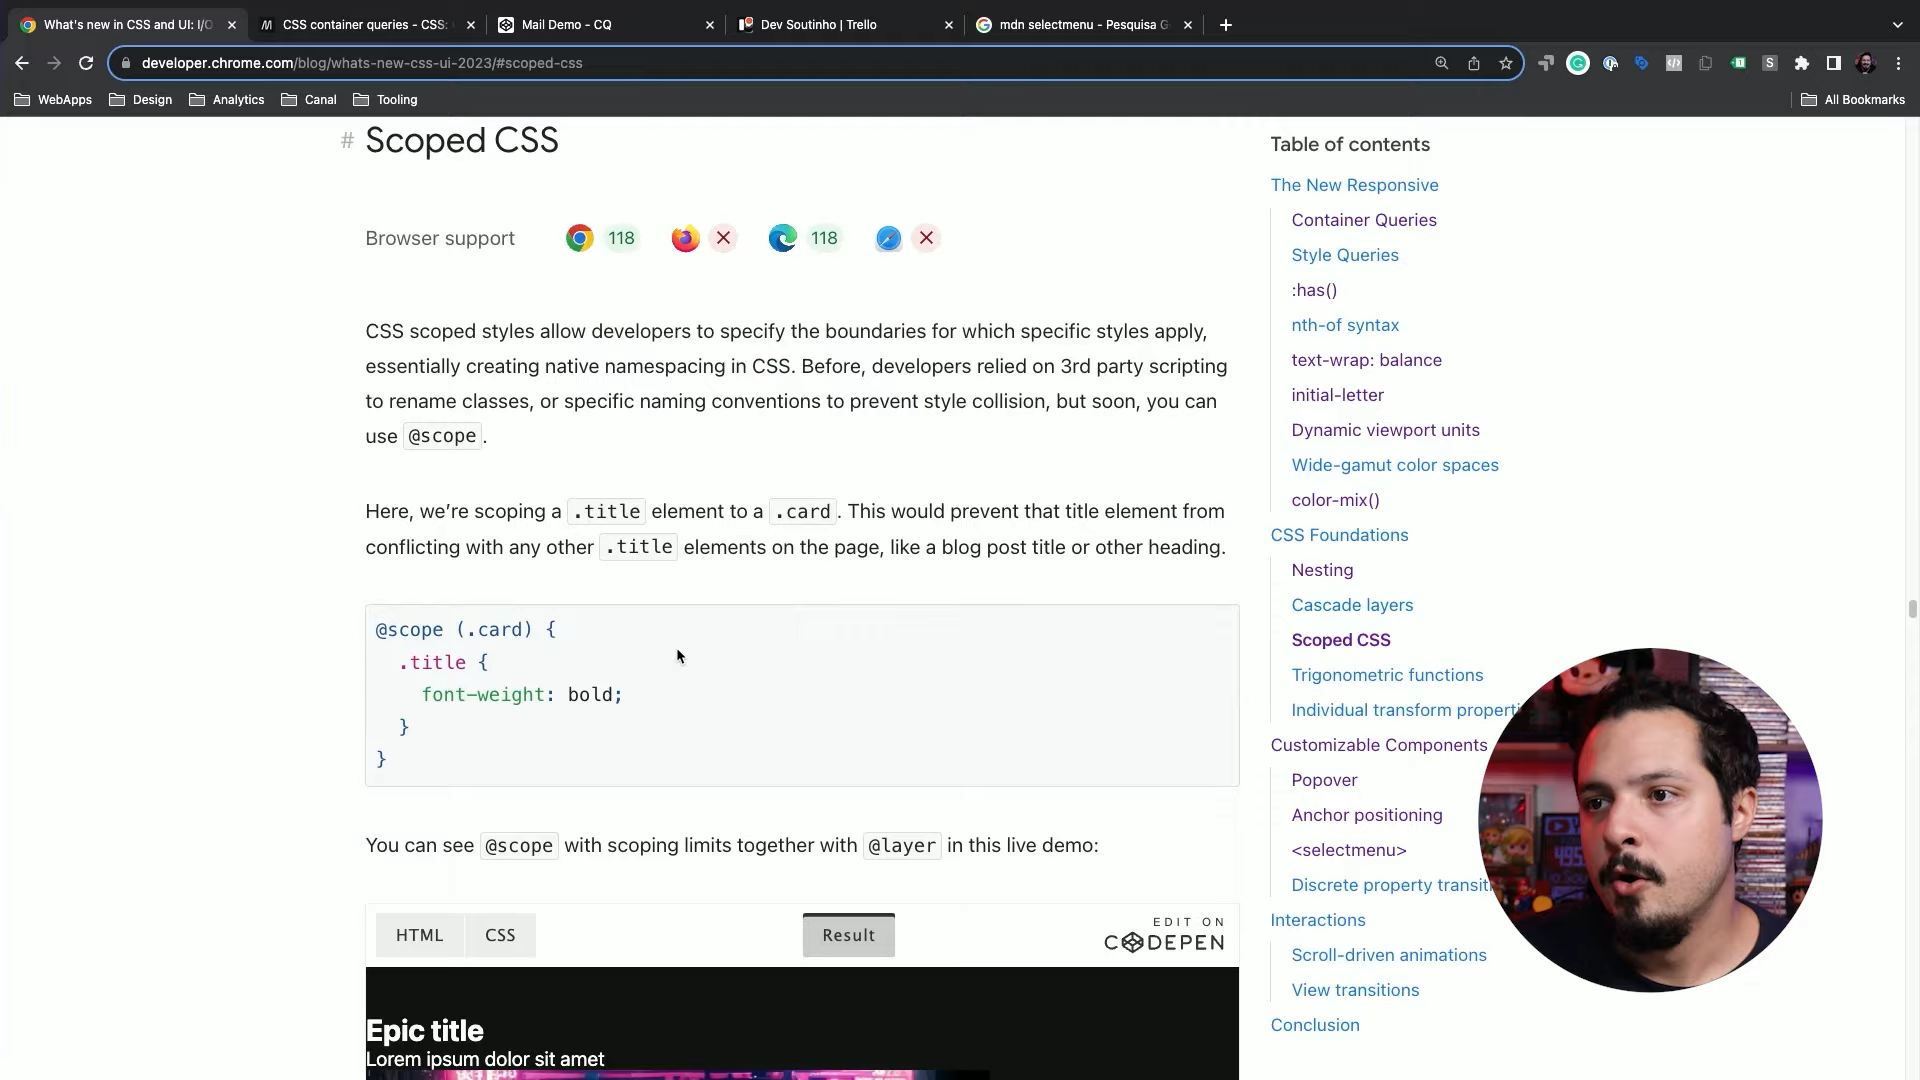 What's new in CSS and UI: I/O
CSS container queries - CSS:
Mail Demo - CQ
Dev Soutinho | Trello
mdn selectmenu - Pesquisa G
developer.chrome.com/blog/whats-new-css-ui-2023/#scoped-css
WebApps
Design
Analytics
Canal
Tooling
All Bookmarks
# Scoped CSS
Browser support
118
118
CSS scoped styles allow developers to specify the boundaries for which specific styles apply,
essentially creating native namespacing in CSS. Before, developers relied on 3rd party scripting
to rename classes, or specific naming conventions to prevent style collision, but soon, you can
use @scope.
Here, we're scoping a .title element to a .card. This would prevent that title element from
conflicting with any other .title elements on the page, like a blog post title or other heading.
@scope (.card) {
.title {
font-weight: bold;
}
}
You can see @scope with scoping limits together with @layer in this live demo:
HTML
CSS
Result
EDIT ON
CODEPEN
Epic title
Lorem ipsum dolor sit amet
Table of contents
The New Responsive
Container Queries
Style Queries
:has()
nth-of syntax
text-wrap: balance
initial-letter
Dynamic viewport units
Wide-gamut color spaces
color-mix()
CSS Foundations
Nesting
Cascade layers
Scoped CSS
Trigonometric functions
Individual transform properti
Customizable Components
Popover
Anchor positioning
<selectmenu>
Discrete property transiti
Interactions
Scroll-driven animations
View transitions
Conclusion